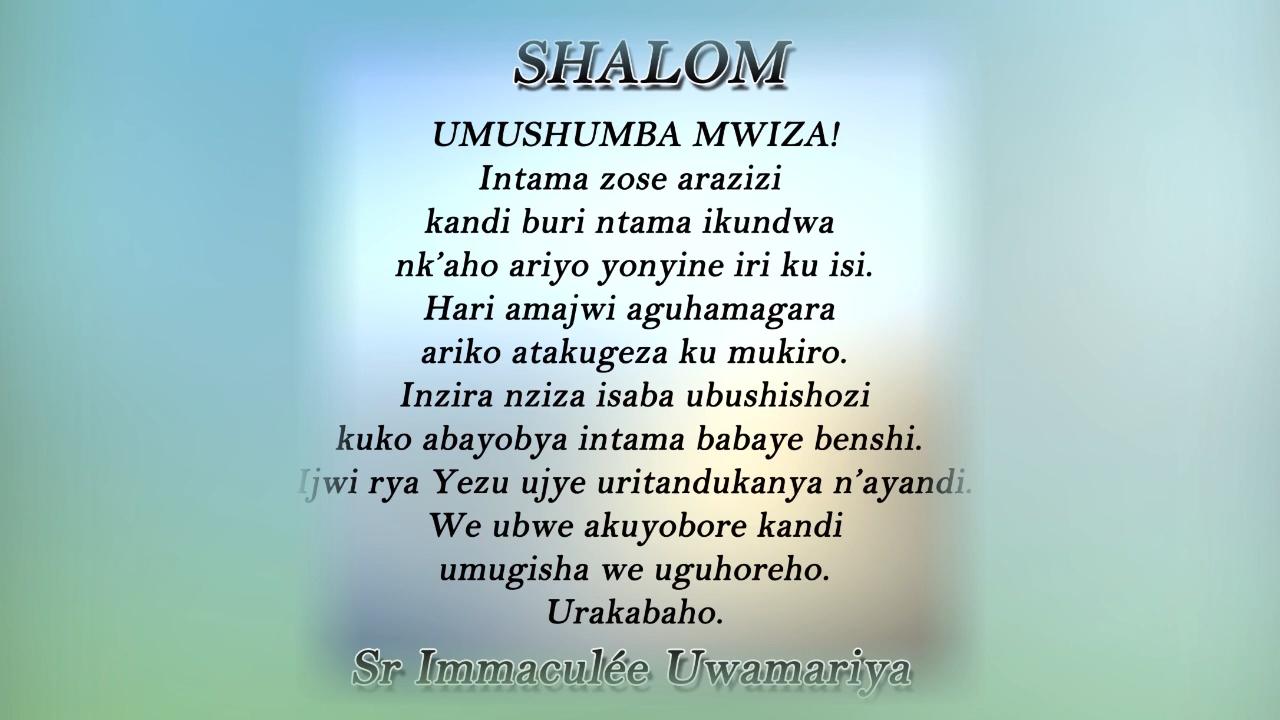 SHALOM
UMUSHUMBA MWIZA!
Intama zose arazizi
kandi buri ntama ikundwa
nk’aho ariyo yonyine iri ku isi.
Hari amajwi aguhamagara
ariko atakugeza ku mukiro.
Inzira nziza isaba ubushishozi
kuko abayobya intama babaye benshi.
Ijwi rya Yezu ujye uritandukanya n’ayandi.
We ubwe akuyobore kandi
umugisha we uguhoreho.
Urakabaho.
Sr Immaculée Uwamariya